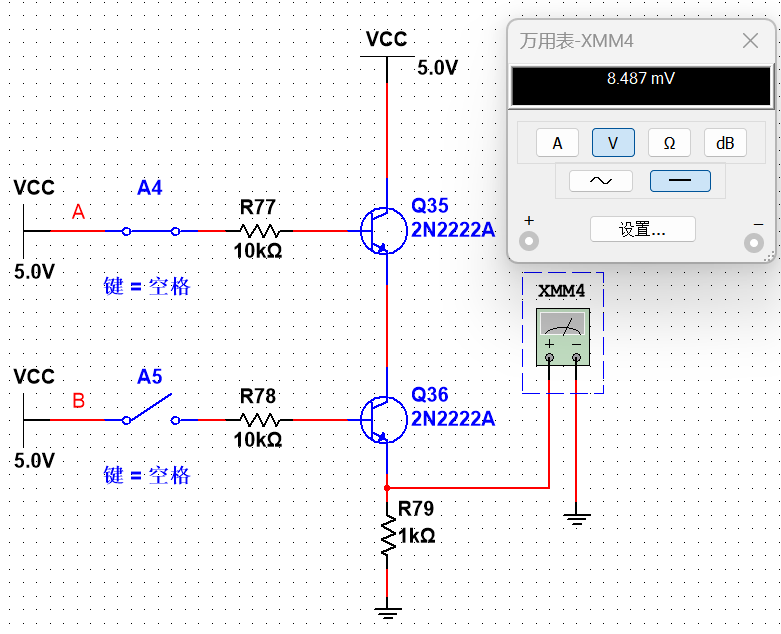 万用表-XMM4
8.487 mV
A
V
Ω
dB
+
设置...
−
VCC
5.0V
VCC
A
A4
R77
10kΩ
5.0V
键 = 空格
Q35
2N2222A
XMM4
+ −
VCC
B
A5
R78
10kΩ
5.0V
键 = 空格
Q36
2N2222A
R79
1kΩ